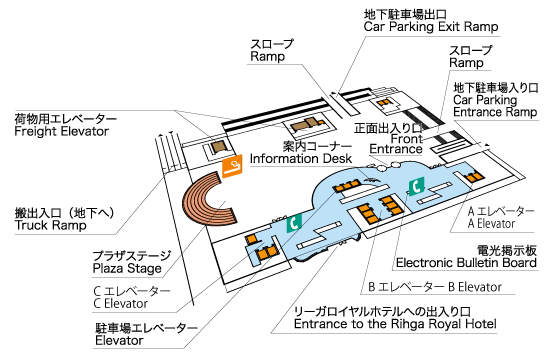 地下駐車場出口
Car Parking Exit Ramp
スロープ
Ramp
スロープ
Ramp
地下駐車場入り口
Car Parking
Entrance Ramp
荷物用エレベーター
Freight Elevator
案内コーナー
Information Desk
正面出入り口
Front
Entrance
搬出入口（地下へ）
Truck Ramp
A エレベーター
A Elevator
プラザステージ
Plaza Stage
電光掲示板
Electronic Bulletin Board
C エレベーター
C Elevator
B エレベーター B Elevator
駐車場エレベーター
Elevator
リーガロイヤルホテルへの出入り口
Entrance to the Rihga Royal Hotel